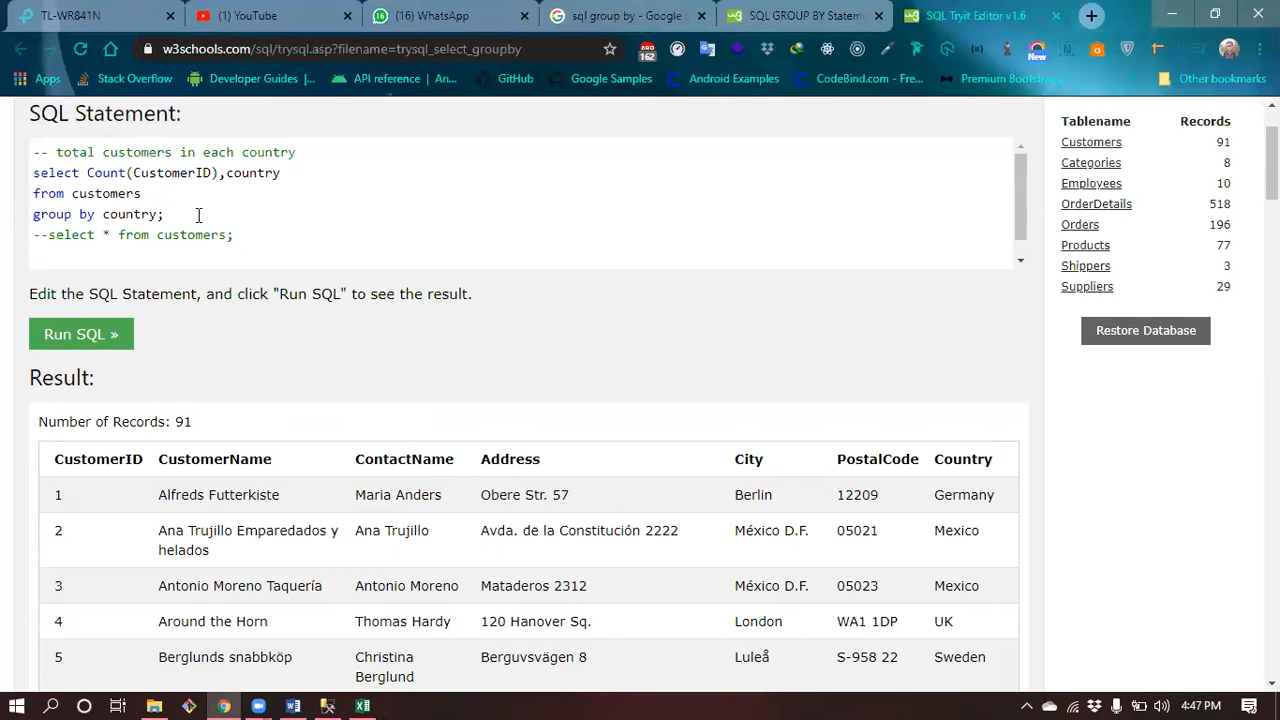 TL-WR841N
(1) YouTube
(16) WhatsApp
sql group by - Google
SQL GROUP BY Statem
SQL Tryit Editor v1.6
w3schools.com/sql/trysql.asp?filename=trysql_select_groupby
162
New
Apps
Stack Overflow
Developer Guides | ...
API reference | An...
GitHub
Google Samples
Android Examples
CodeBind.com - Fre...
Premium Bootstrap...
Other bookmarks
SQL Statement:
-- total customers in each country
select Count(CustomerID),country
from customers
group by country;
--select * from customers;
Edit the SQL Statement, and click "Run SQL" to see the result.
Run SQL »
Result:
Number of Records: 91
CustomerID CustomerName ContactName Address City PostalCode Country
1 Alfreds Futterkiste Maria Anders Obere Str. 57 Berlin 12209 Germany
2 Ana Trujillo Emparedados y Ana Trujillo Avda. de la Constitución 2222 México D.F. 05021 Mexico
helados
3 Antonio Moreno Taquería Antonio Moreno Mataderos 2312 México D.F. 05023 Mexico
4 Around the Horn Thomas Hardy 120 Hanover Sq. London WA1 1DP UK
5 Berglunds snabbköp Christina Berguvsvägen 8 Luleå S-958 22 Sweden
Berglund
Tablename Records
Customers 91
Categories 8
Employees 10
OrderDetails 518
Orders 196
Products 77
Shippers 3
Suppliers 29
Restore Database
4:47 PM